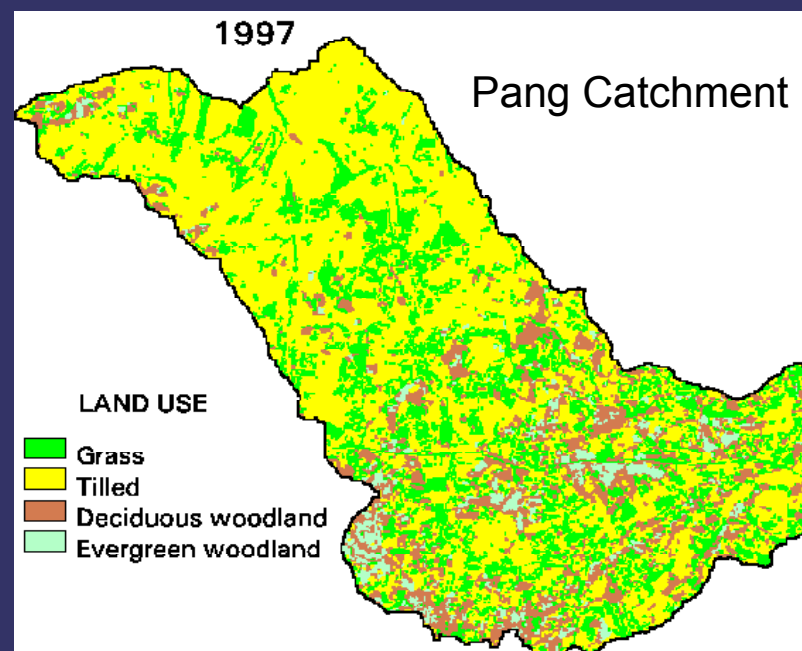 1997
Pang Catchment
LAND USE
Grass
Tilled
Deciduous woodland
Evergreen woodland